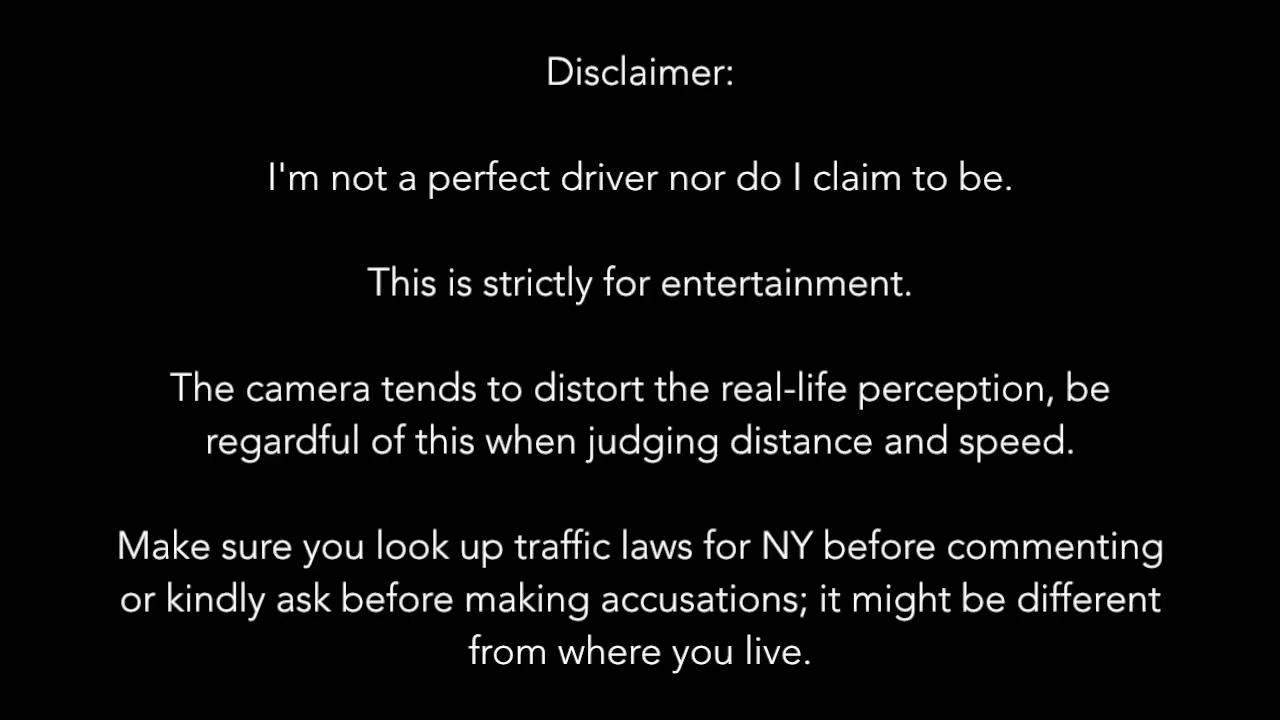 Disclaimer:
I'm not a perfect driver nor do I claim to be.
This is strictly for entertainment.
The camera tends to distort the real-life perception, be
regardful of this when judging distance and speed.
Make sure you look up traffic laws for NY before commenting
or kindly ask before making accusations; it might be different
from where you live.